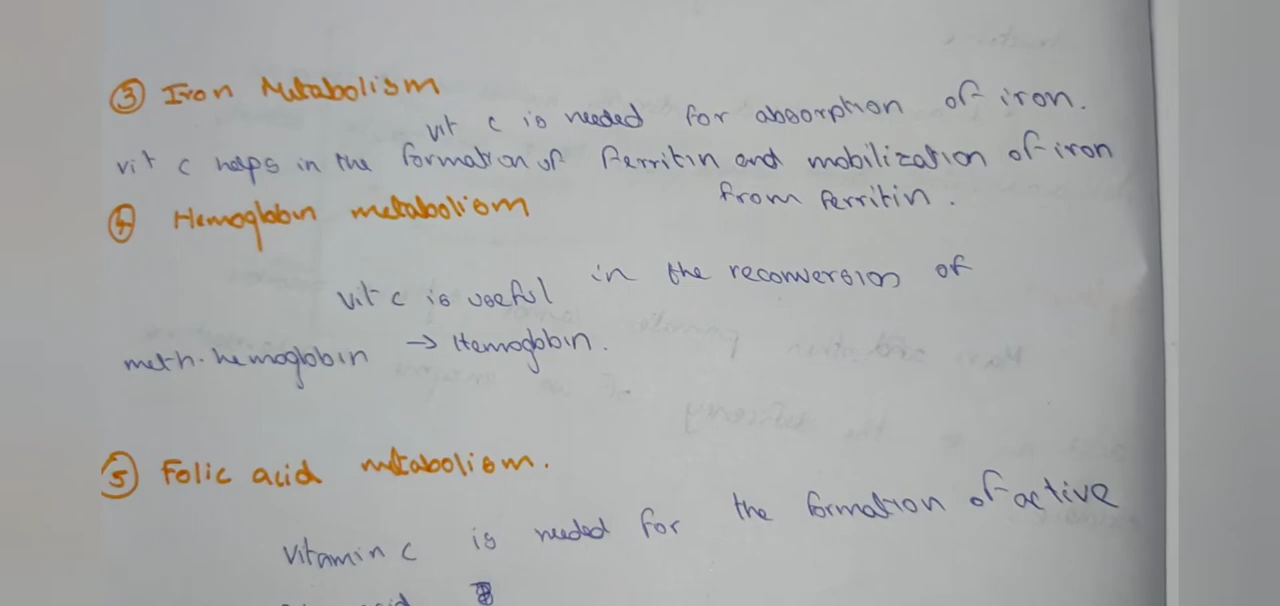 ③ Iron Metabolism
vit c is needed for absorption of iron.
vit c helps in the formation of ferritin and mobilization of iron
from ferritin.
④ Hemoglobin metabolism
vit c is useful in the reconversion of
meth.hemoglobin → Hemoglobin.
⑤ Folic acid metabolism.
vitamin c is needed for the formation of active